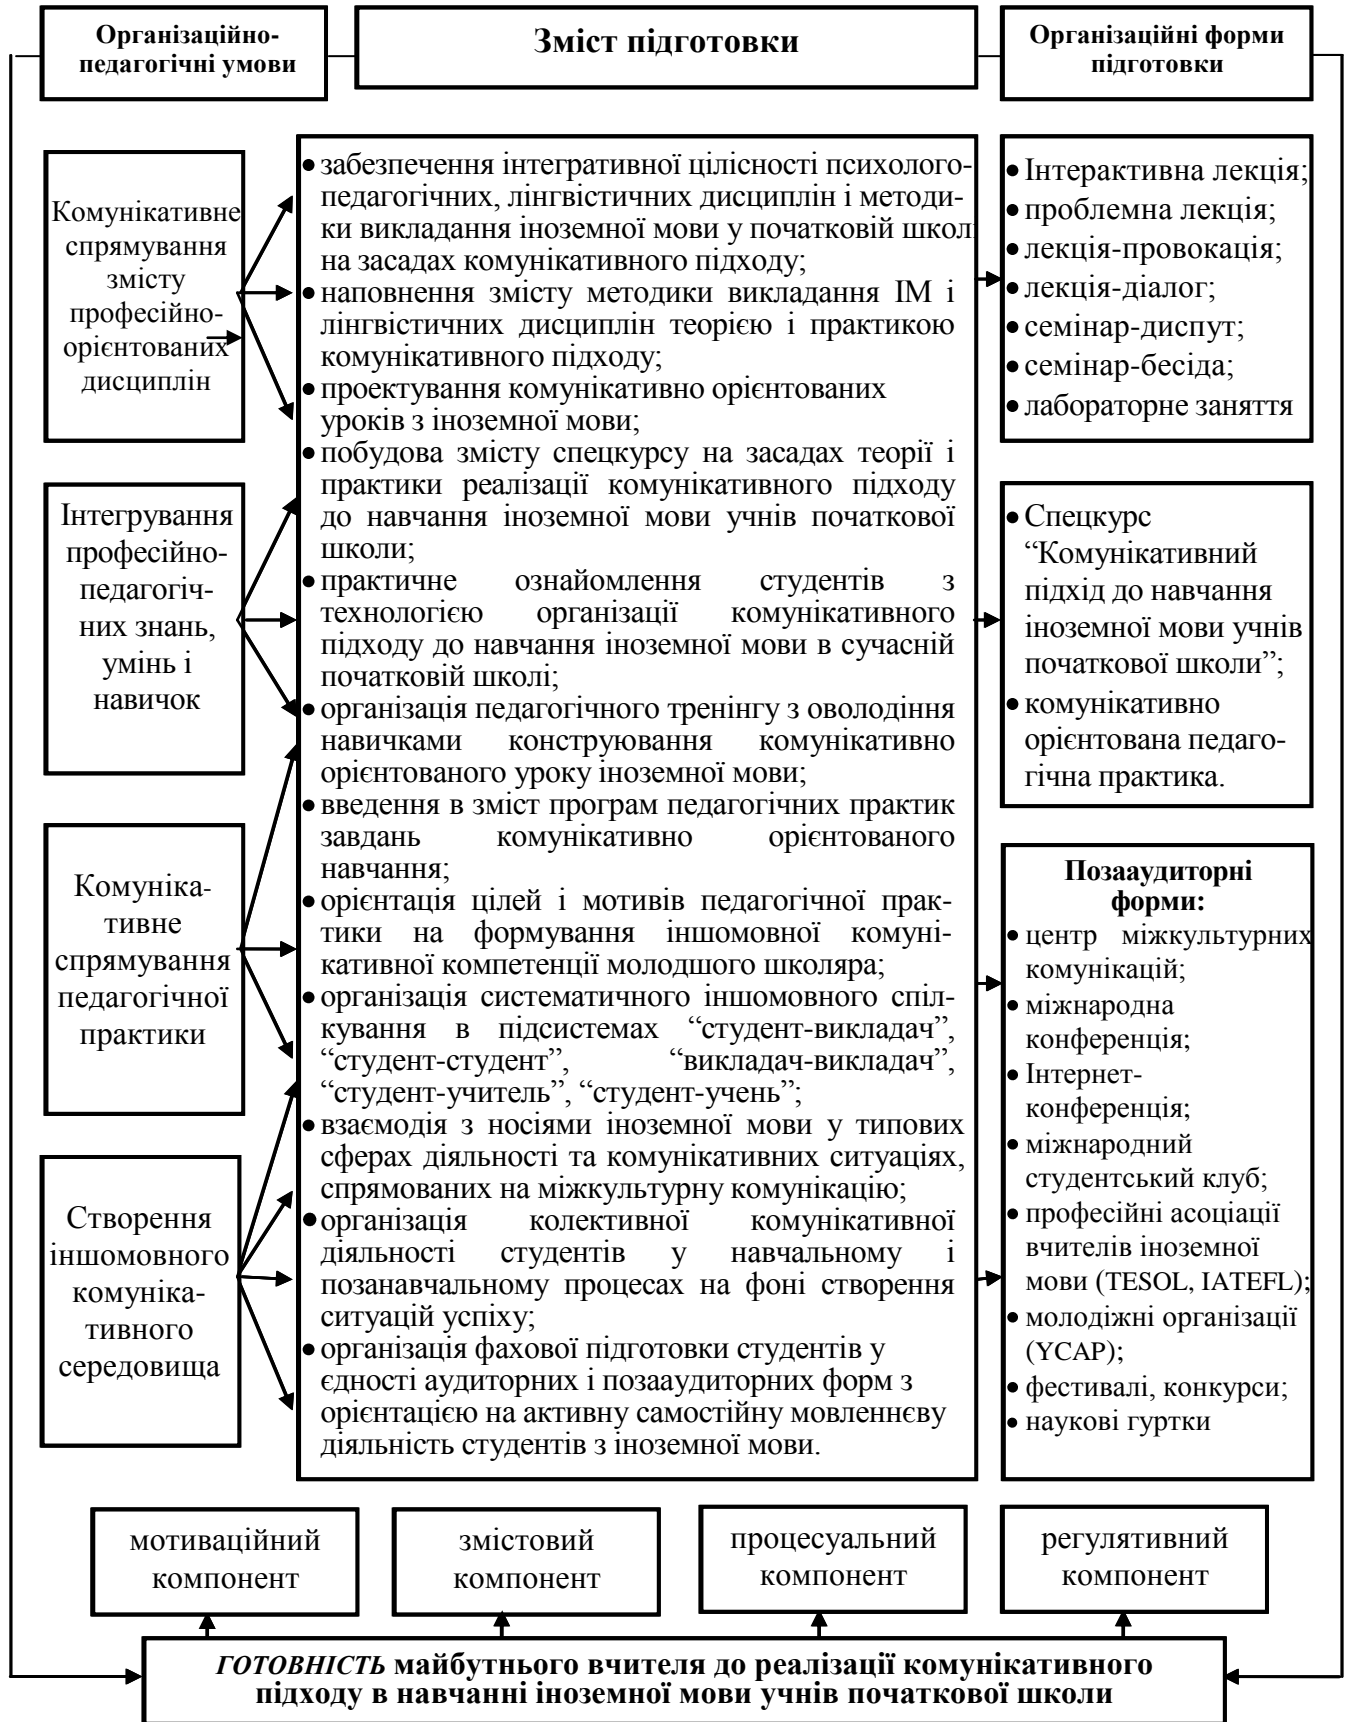 Організаційно-
педагогічні умови
Зміст підготовки
Організаційні форми
підготовки
Комунікативне
спрямування
змісту
професійно-
орієнтованих
дисциплін
Інтегрування
професійно-
педагогіч-
них знань,
умінь і
навичок
Комуніка-
тивне
спрямування
педагогічної
практики
Створення
іншомовного
комуніка-
тивного
середовища
• забезпечення інтегративної цілісності психолого-
педагогічних, лінгвістичних дисциплін і методи-
ки викладання іноземної мови у початковій школ
на засадах комунікативного підходу;
• наповнення змісту методики викладання ІМ і
лінгвістичних дисциплін теорією і практикою
комунікативного підходу;
• проектування комунікативно орієнтованих
уроків з іноземної мови;
• побудова змісту спецкурсу на засадах теорії і
практики реалізації комунікативного підходу
до навчання іноземної мови учнів початкової
школи;
• практичне ознайомлення студентів з
технологією організації комунікативного
підходу до навчання іноземної мови в сучасній
початковій школі;
• організація педагогічного тренінгу з оволодіння
навичками конструювання комунікативно
орієнтованого уроку іноземної мови;
• введення в зміст програм педагогічних практик
завдань комунікативно орієнтованого
навчання;
• орієнтація цілей і мотивів педагогічної прак-
тики на формування іншомовної комуні-
кативної компетенції молодшого школяра;
• організація систематичного іншомовного спіл-
кування в підсистемах “студент-викладач”,
“студент-студент”, “викладач-викладач”,
“студент-учитель”, “студент-учень”;
• взаємодія з носіями іноземної мови у типових
сферах діяльності та комунікативних ситуаціях,
спрямованих на міжкультурну комунікацію;
• організація колективної комунікативної
діяльності студентів у навчальному і
позанавчальному процесах на фоні створення
ситуацій успіху;
• організація фахової підготовки студентів у
єдності аудиторних і позааудиторних форм з
орієнтацією на активну самостійну мовленнєву
діяльність студентів з іноземної мови.
• Інтерактивна лекція;
• проблемна лекція;
• лекція-провокація;
• лекція-діалог;
• семінар-диспут;
• семінар-бесіда;
• лабораторне заняття
• Спецкурс
“Комунікативний
підхід до навчання
іноземної мови учнів
початкової школи”;
• комунікативно
орієнтована педаго-
гічна практика.
Позааудиторні
форми:
• центр міжкультурних
комунікацій;
• міжнародна
конференція;
• Інтернет-
конференція;
• міжнародний
студентський клуб;
• професійні асоціації
вчителів іноземної
мови (TESOL, IATEFL);
• молодіжні організації
(YCAP);
• фестивалі, конкурси;
• наукові гуртки
мотиваційний
компонент
змістовий
компонент
процесуальний
компонент
регулятивний
компонент
ГОТОВНІСТЬ майбутнього вчителя до реалізації комунікативного
підходу в навчанні іноземної мови учнів початкової школи